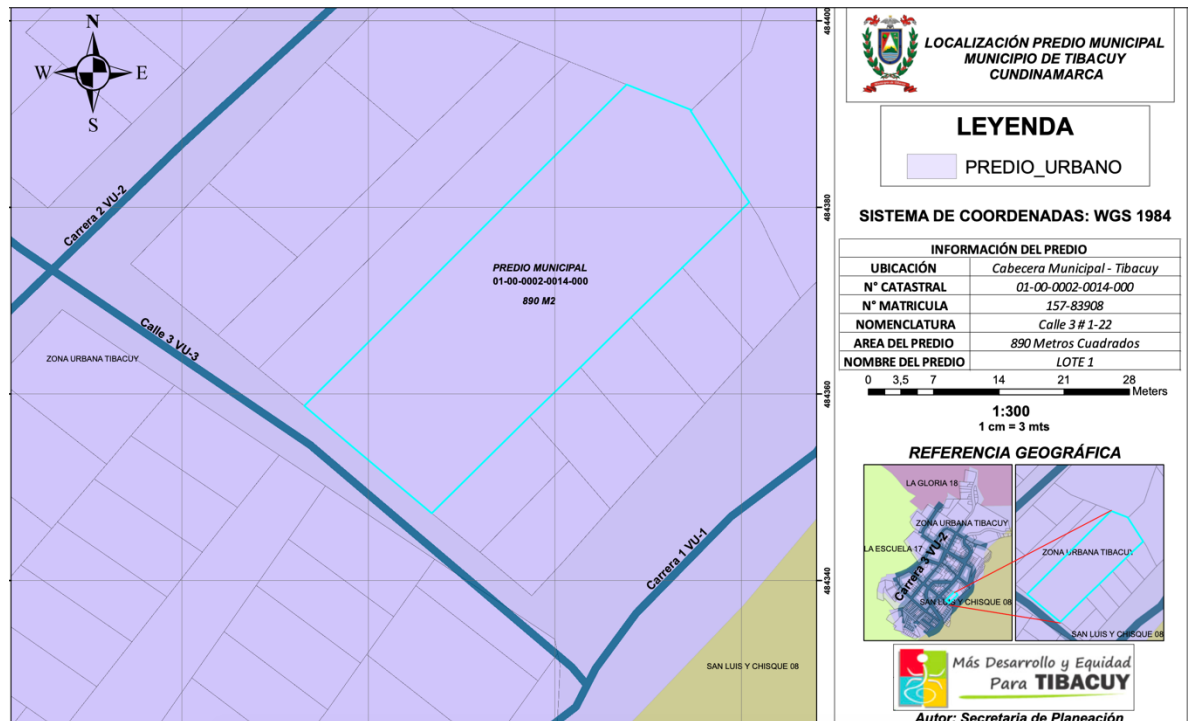 N
W
E
S
Carrera 2 VU-2
Calle 3 VU-3
ZONA URBANA TIBACUY
PREDIO MUNICIPAL
01-00-0002-0014-000
890 M2
Carrera 1 VU-1
SAN LUIS Y CHISQUE 08
484400
484380
484360
484340
LOCALIZACIÓN PREDIO MUNICIPAL
MUNICIPIO DE TIBACUY
CUNDINAMARCA
LEYENDA
PREDIO_URBANO
SISTEMA DE COORDENADAS: WGS 1984
INFORMACIÓN DEL PREDIO
UBICACIÓN Cabecera Municipal - Tibacuy
N° CATASTRAL 01-00-0002-0014-000
N° MATRICULA 157-83908
NOMENCLATURA Calle 3 # 1-22
AREA DEL PREDIO 890 Metros Cuadrados
NOMBRE DEL PREDIO LOTE 1
0 3,5 7 14 21 28
Meters
1:300
1 cm = 3 mts
REFERENCIA GEOGRÁFICA
LA GLORIA 18
ZONA URBANA TIBACUY
LA ESCUELA 17
Carrera 3 VU-2
SAN LUIS Y CHISQUE 08
ZONA URBANA TIBACUY
SAN LUIS Y CHISQUE 08
Más Desarrollo y Equidad
Para TIBACUY
Autor: Secretaria de Planeación